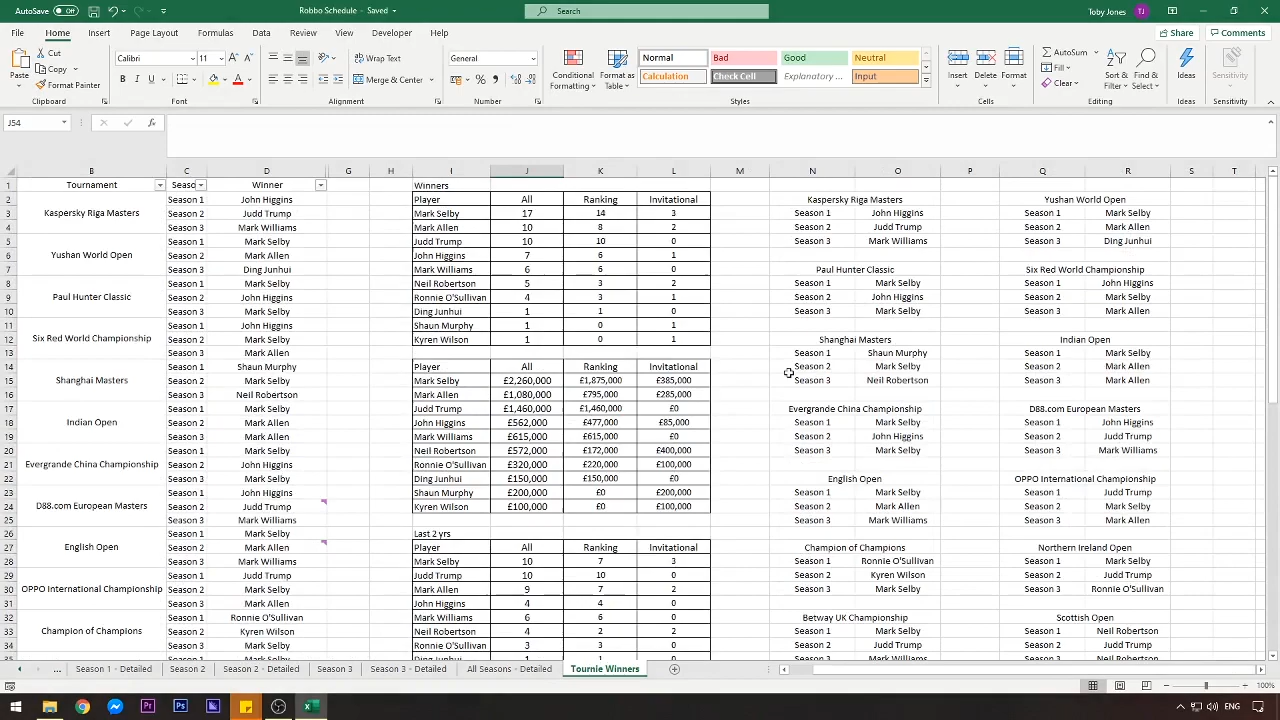 AutoSave Off Robbo Schedule - Saved Search Toby Jones TJ
File Home Insert Page Layout Formulas Data Review View Developer Help Share Comments
Cut Calibri 11 Wrap Text General Normal Bad Good Neutral AutoSum
Paste Copy Format Painter Merge & Center Conditional Formatting Format as Table Calculation Check Cell Explanatory ... Input Insert Delete Format Fill Clear Sort & Filter Find & Select Ideas Sensitivity
Clipboard Font Alignment Number Styles Cells Editing Ideas Sensitivity
J54 fx
B C D G H I J K L M N O P Q R S T
1 Tournament Seaso Winner Winners
2 Season 1 John Higgins Player All Ranking Invitational Kaspersky Riga Masters Yushan World Open
3 Kaspersky Riga Masters Season 2 Judd Trump Mark Selby 17 14 3 Season 1 John Higgins Season 1 Mark Selby
4 Season 3 Mark Williams Mark Allen 10 8 2 Season 2 Judd Trump Season 2 Mark Allen
5 Season 1 Mark Selby Judd Trump 10 10 0 Season 3 Mark Williams Season 3 Ding Junhui
6 Yushan World Open Season 2 Mark Allen John Higgins 7 6 1
7 Season 3 Ding Junhui Mark Williams 6 6 0 Paul Hunter Classic Six Red World Championship
8 Season 1 Mark Selby Neil Robertson 5 3 2 Season 1 Mark Selby Season 1 John Higgins
9 Paul Hunter Classic Season 2 John Higgins Ronnie O'Sullivan 4 3 1 Season 2 John Higgins Season 2 Mark Selby
10 Season 3 Mark Selby Ding Junhui 1 1 0 Season 3 Mark Selby Season 3 Mark Allen
11 Season 1 John Higgins Shaun Murphy 1 0 1
12 Six Red World Championship Season 2 Mark Selby Kyren Wilson 1 0 1 Shanghai Masters Indian Open
13 Season 3 Mark Allen Season 1 Shaun Murphy Season 1 Mark Selby
14 Season 1 Shaun Murphy Player All Ranking Invitational Season 2 Mark Selby Season 2 Mark Allen
15 Shanghai Masters Season 2 Mark Selby Mark Selby £2,260,000 £1,875,000 £385,000 Season 3 Neil Robertson Season 3 Mark Allen
16 Season 3 Neil Robertson Mark Allen £1,080,000 £795,000 £285,000
17 Season 1 Mark Selby Judd Trump £1,460,000 £1,460,000 £0 Evergrande China Championship D88.com European Masters
18 Indian Open Season 2 Mark Allen John Higgins £562,000 £477,000 £85,000 Season 1 Mark Selby Season 1 John Higgins
19 Season 3 Mark Allen Mark Williams £615,000 £615,000 £0 Season 2 John Higgins Season 2 Judd Trump
20 Season 1 Mark Selby Neil Robertson £572,000 £172,000 £400,000 Season 3 Mark Selby Season 3 Mark Williams
21 Evergrande China Championship Season 2 John Higgins Ronnie O'Sullivan £320,000 £220,000 £100,000
22 Season 3 Mark Selby Ding Junhui £150,000 £150,000 £0 English Open OPPO International Championship
23 Season 1 John Higgins Shaun Murphy £200,000 £0 £200,000 Season 1 Mark Selby Season 1 Judd Trump
24 D88.com European Masters Season 2 Judd Trump Kyren Wilson £100,000 £0 £100,000 Season 2 Mark Allen Season 2 Mark Selby
25 Season 3 Mark Williams Season 3 Mark Williams Season 3 Mark Allen
26 Season 1 Mark Selby Last 2 yrs
27 English Open Season 2 Mark Allen Player All Ranking Invitational Champion of Champions Northern Ireland Open
28 Season 3 Mark Williams Mark Selby 10 7 3 Season 1 Ronnie O'Sullivan Season 1 Mark Selby
29 Season 1 Judd Trump Judd Trump 10 10 0 Season 2 Kyren Wilson Season 2 Judd Trump
30 OPPO International Championship Season 2 Mark Selby Mark Allen 9 7 2 Season 3 Mark Selby Season 3 Ronnie O'Sullivan
31 Season 3 Mark Allen John Higgins 4 4 0
32 Season 1 Ronnie O'Sullivan Mark Williams 6 6 0 Betway UK Championship Scottish Open
33 Champion of Champions Season 2 Kyren Wilson Neil Robertson 4 2 2 Season 1 Mark Selby Season 1 Neil Robertson
34 Season 3 Mark Selby Ronnie O'Sullivan 3 3 0 Season 2 Judd Trump Season 2 Mark Selby
35 Season 1 Mark Selby Ding Junhui 1 1 0 Season 3 Mark Williams Season 3 Mark Selby
... Season 1 - Detailed Season 2 Season 2 - Detailed Season 3 Season 3 - Detailed All Seasons - Detailed Tournie Winners
100%
ENG